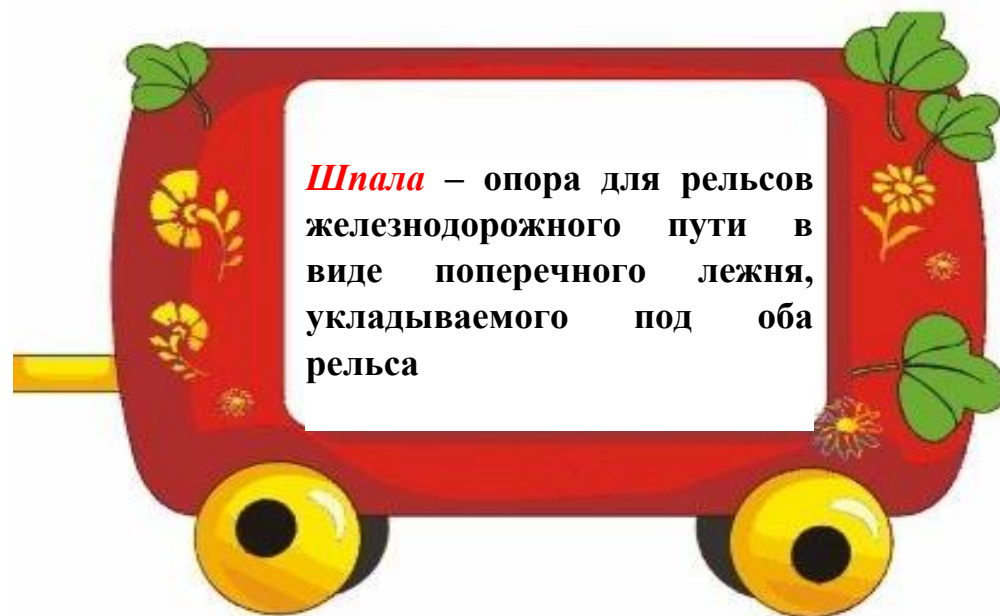 Шпала – опора для рельсов
железнодорожного пути в
виде поперечного лежня,
укладываемого под оба
рельса